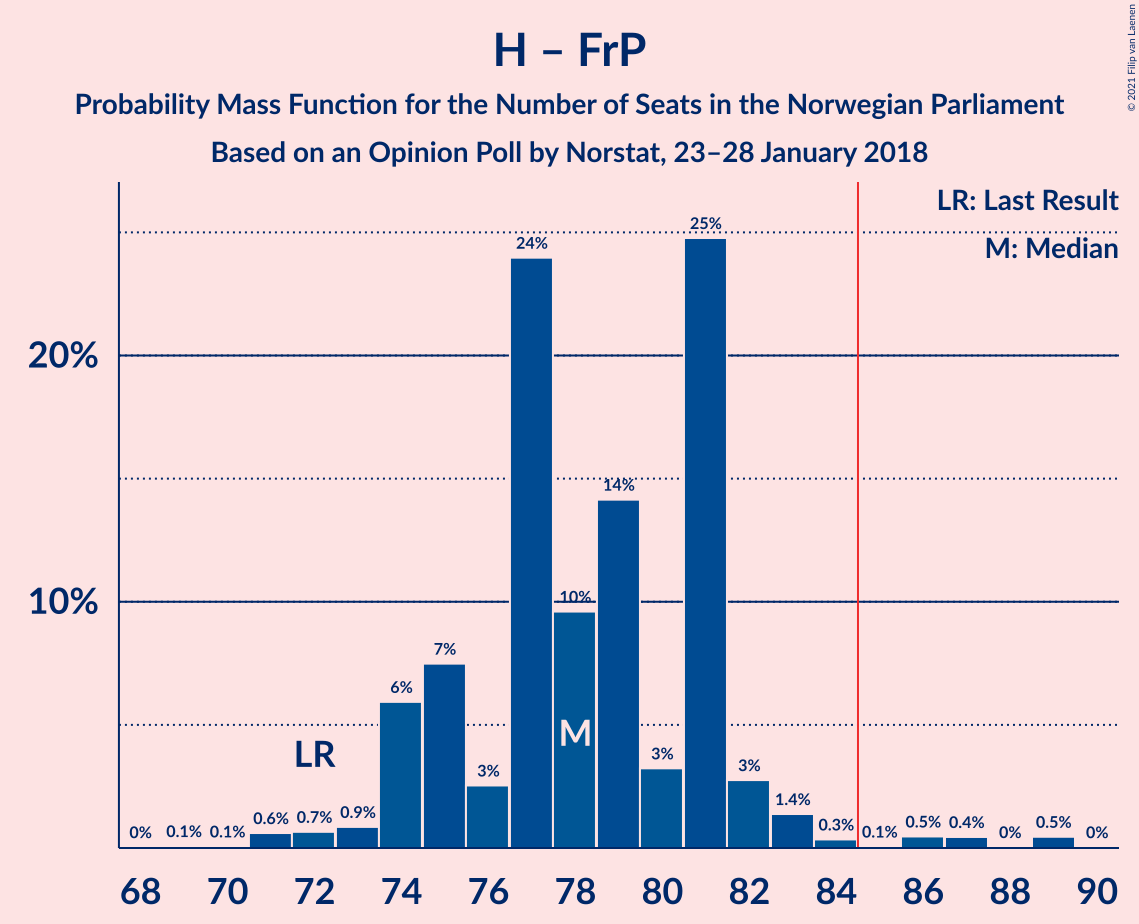 H – FrP
Probability Mass Function for the Number of Seats in the Norwegian Parliament
Based on an Opinion Poll by Norstat, 23–28 January 2018
© 2021 Filip van Laenen
LR: Last Result
M: Median
20%
10%
0%
0.1%
0.1%
0.6%
0.7%
0.9%
6%
7%
3%
24%
10%
14%
3%
25%
3%
1.4%
0.3%
0.1%
0.5%
0.4%
0%
0.5%
0%
LR
M
68 70 72 74 76 78 80 82 84 86 88 90